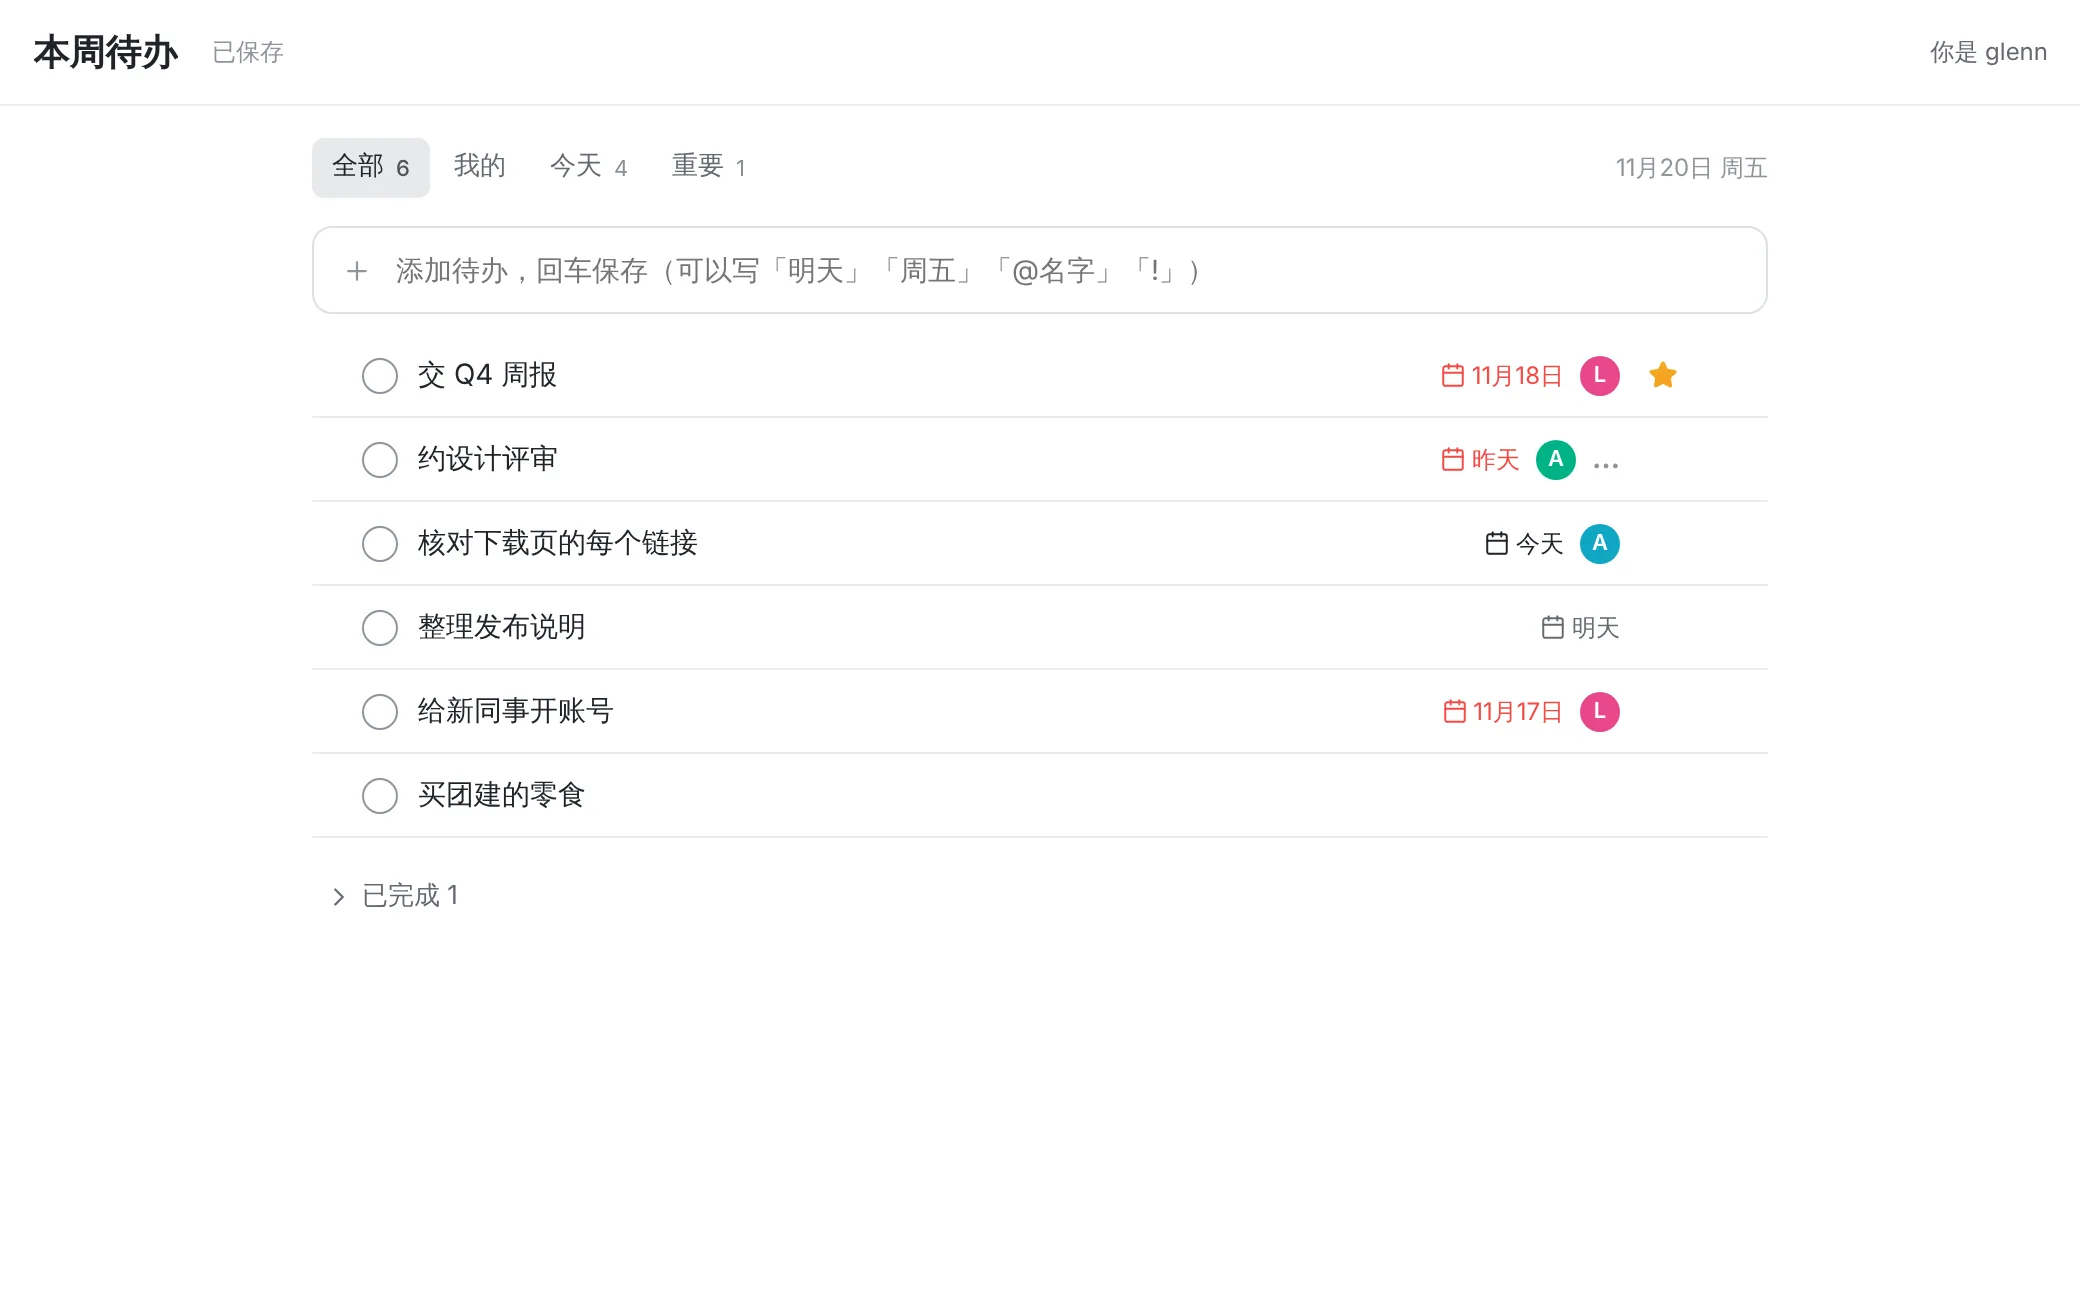 本周待办 已保存 你是 glenn
全部 6 我的 今天 4 重要 1 11月20日 周五
添加待办，回车保存（可以写「明天」「周五」「@名字」「!」）
交 Q4 周报 11月18日 L
约设计评审 昨天 A ...
核对下载页的每个链接 今天 A
整理发布说明 明天
给新同事开账号 11月17日 L
买团建的零食
已完成 1